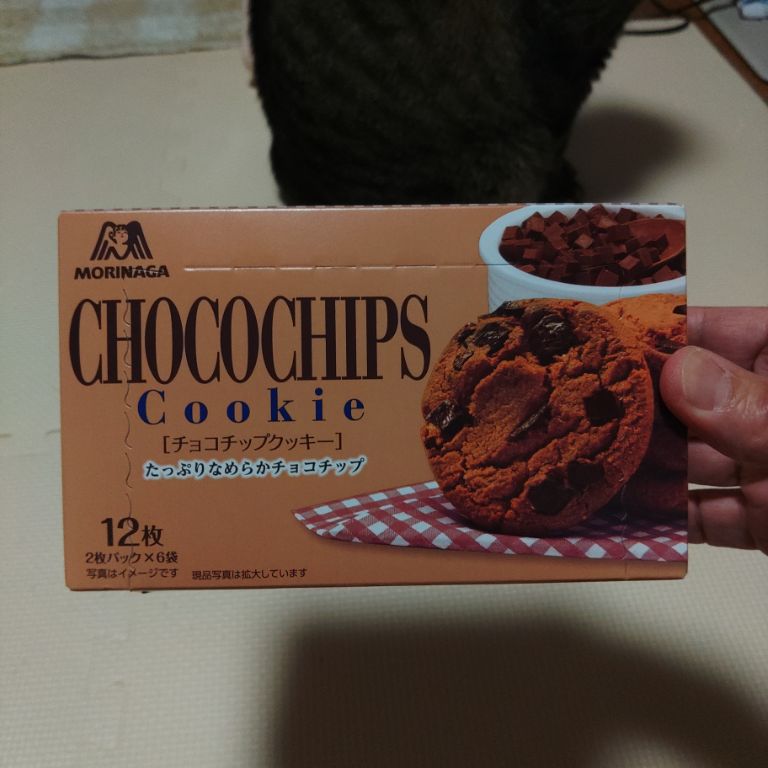 MORINAGA
CHOCOCHIPS
Cookie
[チョコチップクッキー]
たっぷりなめらかチョコチップ
12枚
2枚パック×6袋
写真はイメージです 現品写真は拡大しています